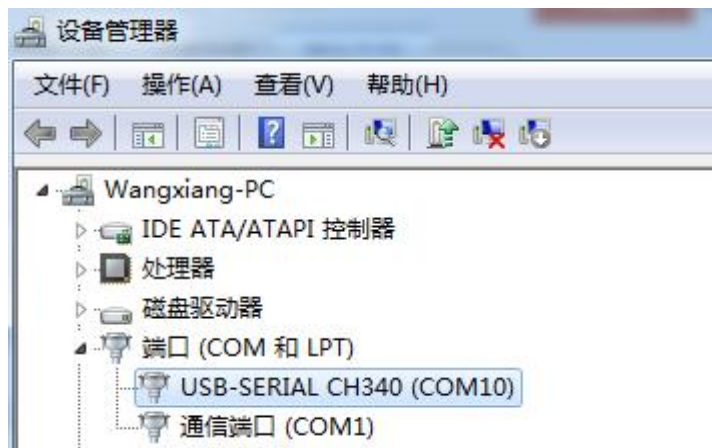 设备管理器
文件(F) 操作(A) 查看(V) 帮助(H)
Wangxiang-PC
IDE ATA/ATAPI 控制器
处理器
磁盘驱动器
端口 (COM 和 LPT)
USB-SERIAL CH340 (COM10)
通信端口 (COM1)